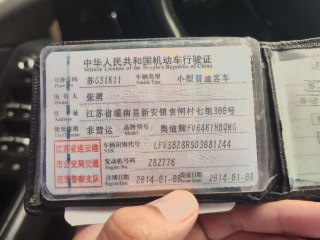 中华人民共和国机动车行驶证
Vehicle License of the People's Republic of China
号牌号码 苏G31K11 车辆类型 小型普通客车
所有人 张勇
住址 江苏省灌南县新安镇袁闸村七组308号
使用性质 非营运 品牌型号 奥迪牌FV6461HBQWG
江苏省连云港 车辆识别代号 LFV3B28R9D3081244
市公安局交通 发动机号码 282776
巡逻警察支队 注册日期 2014-01-08 发证日期 2014-01-08